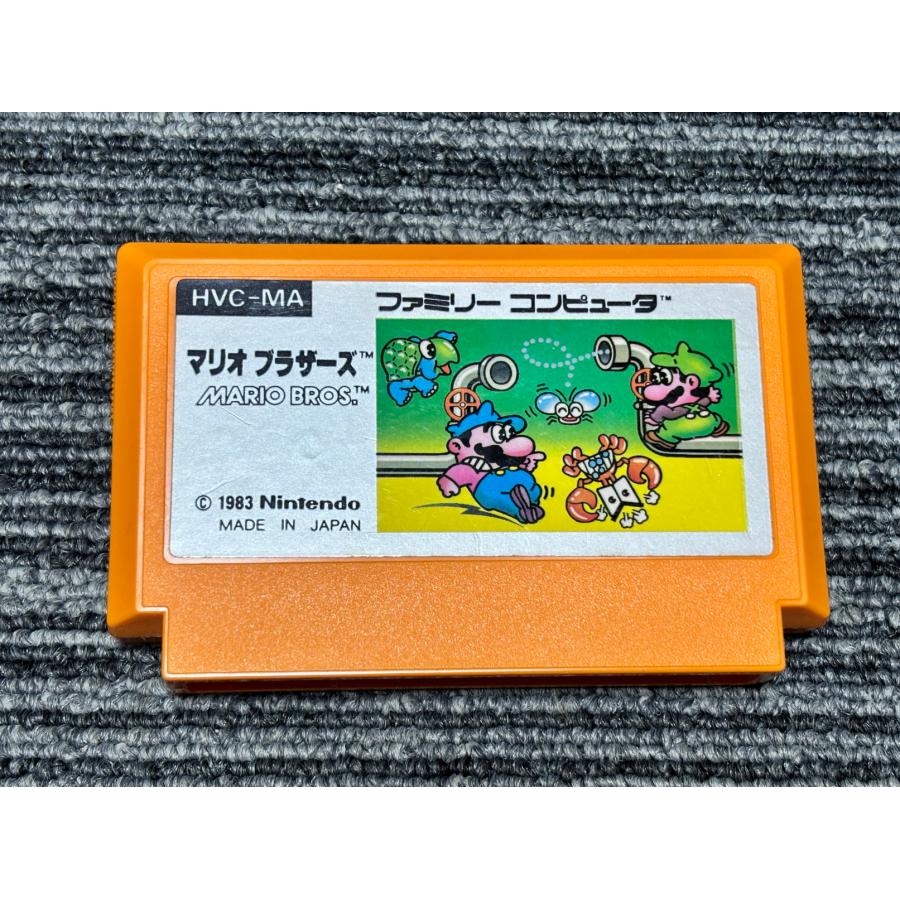 HVC-MA
ファミリー コンピュータ™
マリオ ブラザーズ™
MARIO BROS.™
© 1983 Nintendo
MADE IN JAPAN